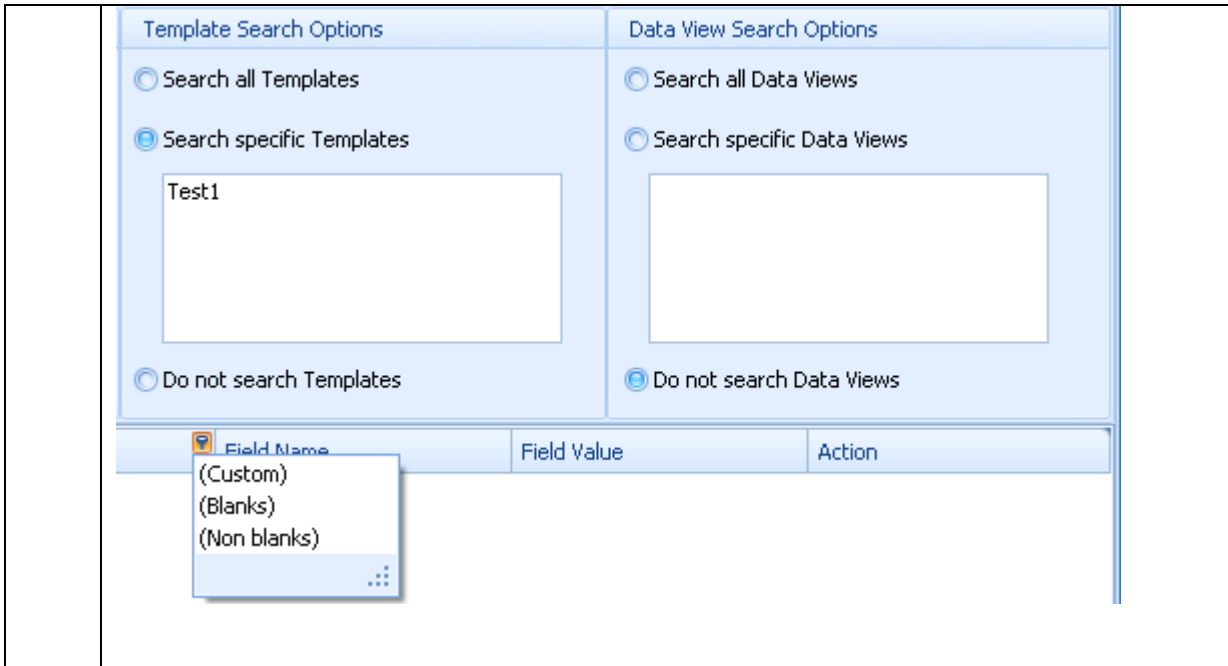 Template Search Options
Data View Search Options
Search all Templates
Search all Data Views
Search specific Templates
Search specific Data Views
Test1
Do not search Templates
Do not search Data Views
Field Name
Field Value
Action
(Custom)
(Blanks)
(Non blanks)